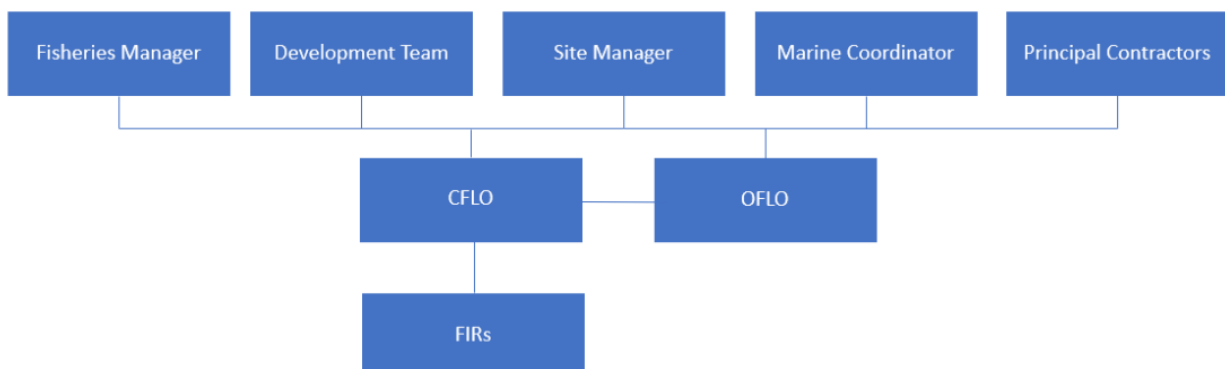 Fisheries Manager
Development Team
Site Manager
Marine Coordinator
Principal Contractors
CFLO
OFLO
FIRs